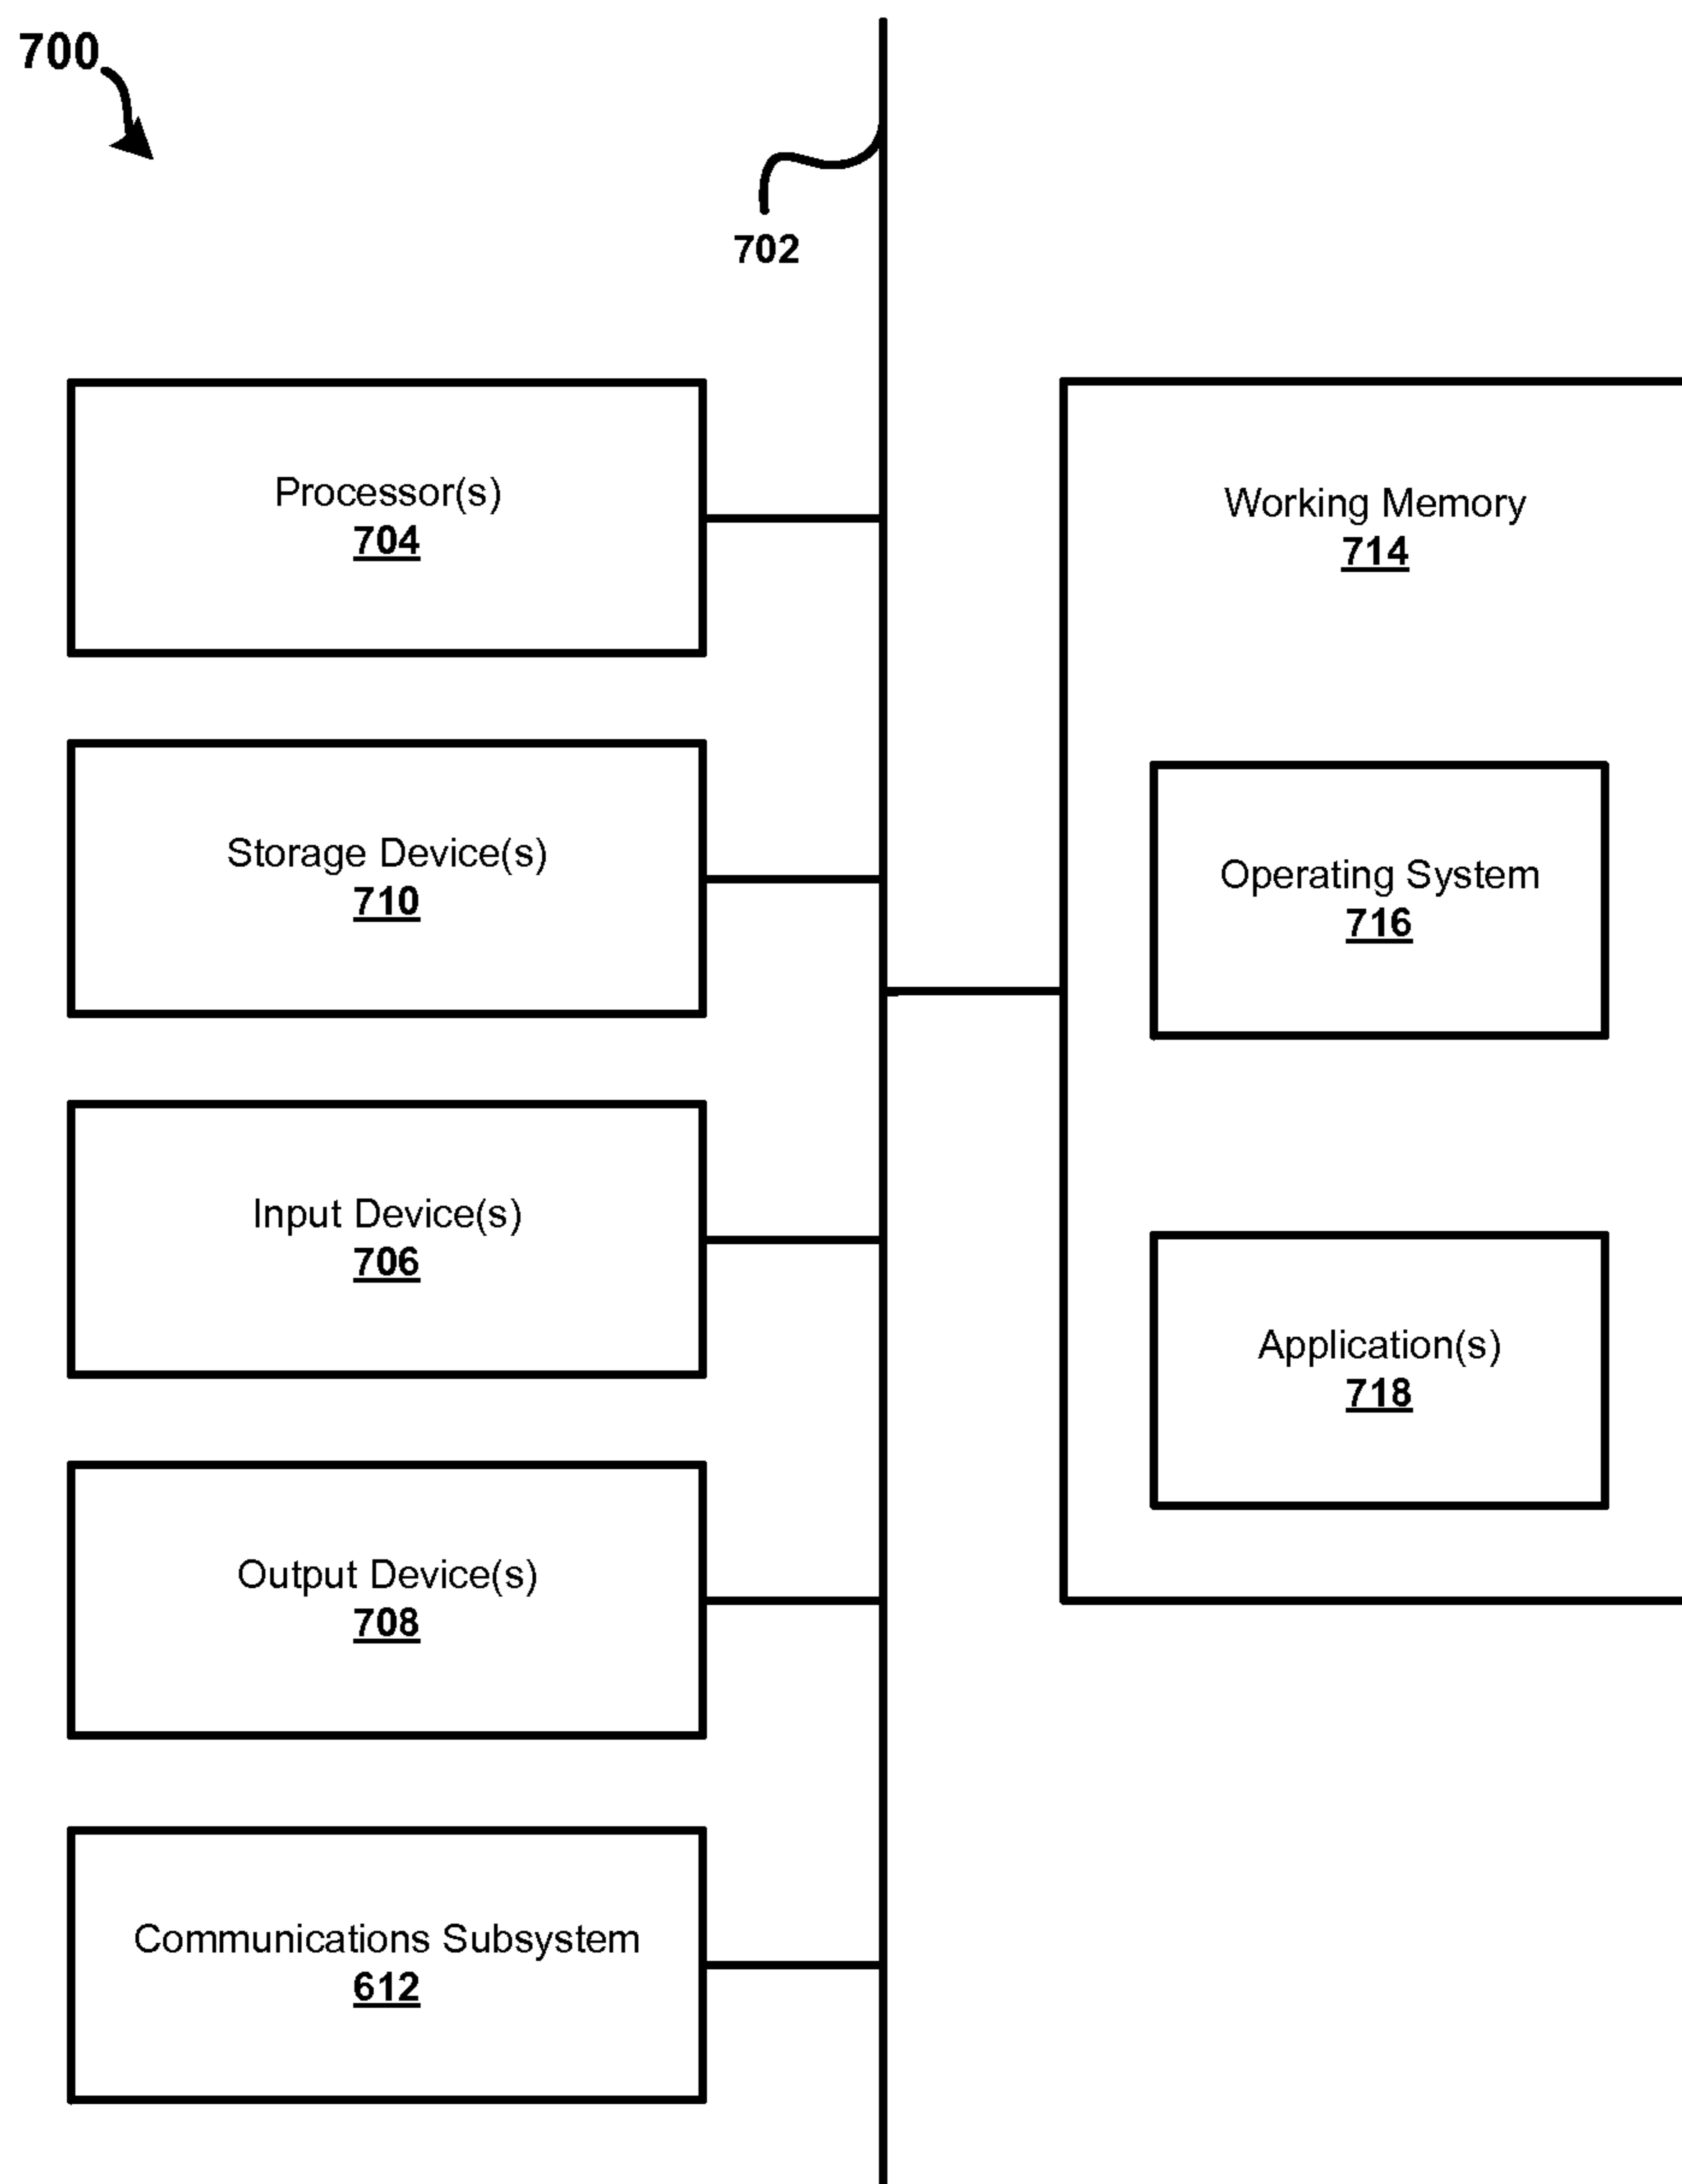 700
702
Processor(s)
704
Storage Device(s)
710
Input Device(s)
706
Output Device(s)
708
Communications Subsystem
612
Working Memory
714
Operating System
716
Application(s)
718